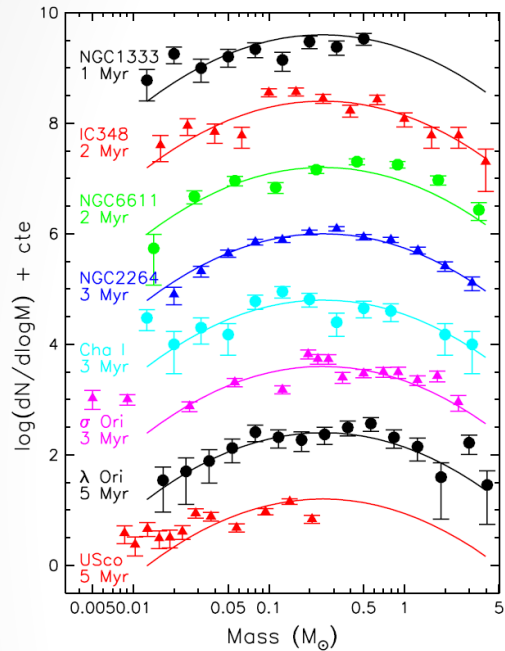 10
NGC1333
1 Myr
8
IC348
2 Myr
NGC6611
2 Myr
6
NGC2264
3 Myr
log(dN/dlogM) + cte
Cha I
3 Myr
4
σ Ori
3 Myr
2
λ Ori
5 Myr
0
USco
5 Myr
0.005 0.01 0.05 0.1 0.5 1 5
Mass (M⊙)